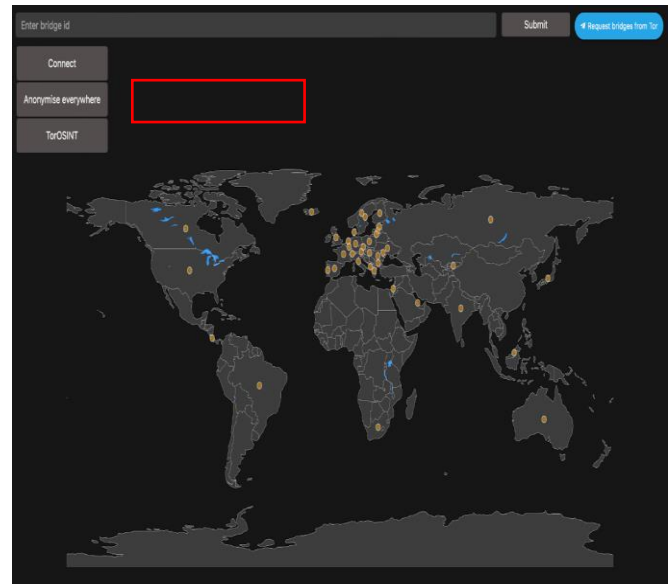 Enter bridge id
Submit
Request bridges from Tor
Connect
Anonymise everywhere
TorOSINT